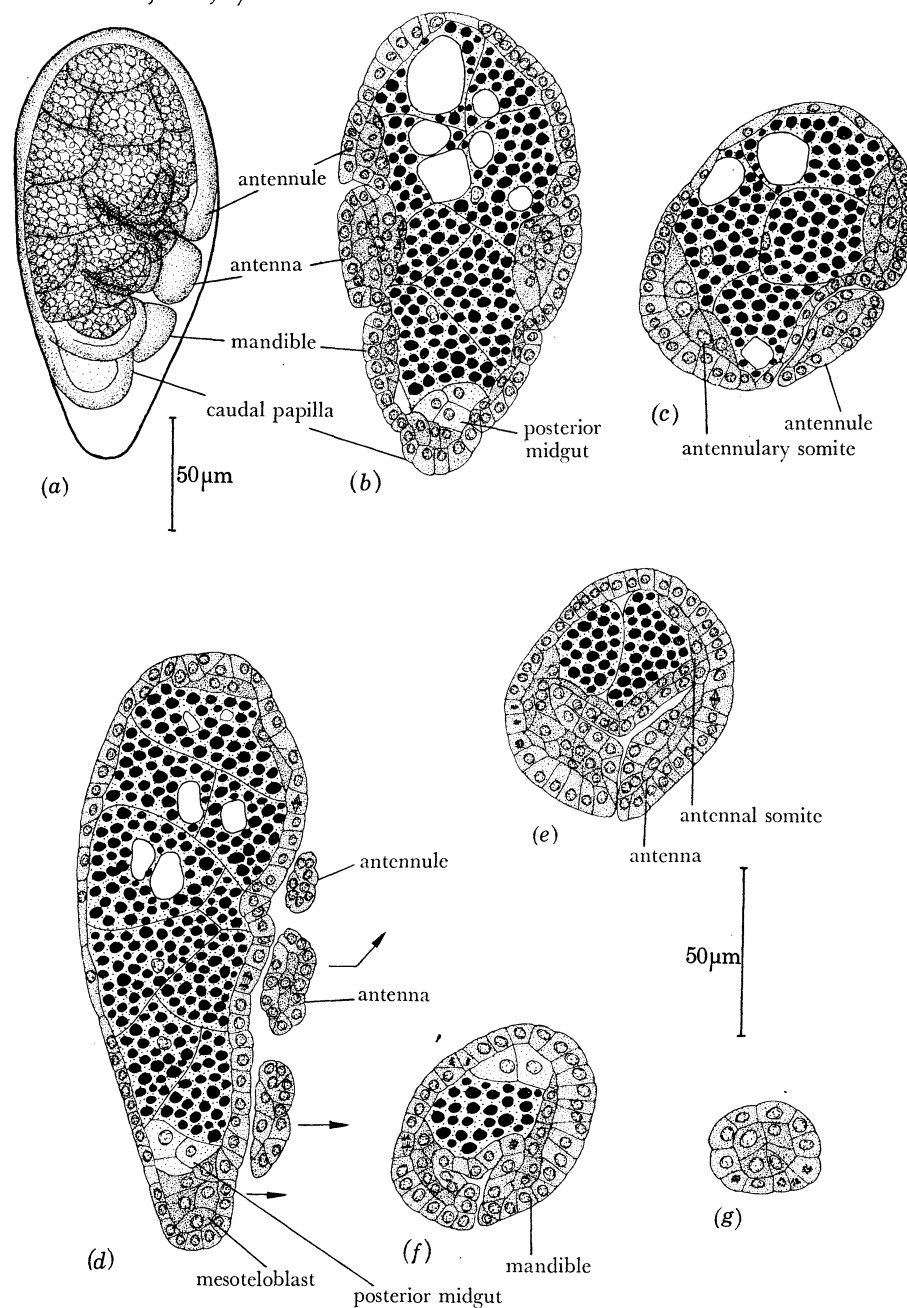 antennule
antenna
mandible
caudal papilla
50μm
(a)
(b)
posterior
midgut
(c)
antennule
antennulary somite
antennal somite
(e)
antenna
antennule
antenna
50μm
(d)
mesoteloblast
posterior midgut
(f)
mandible
(g)